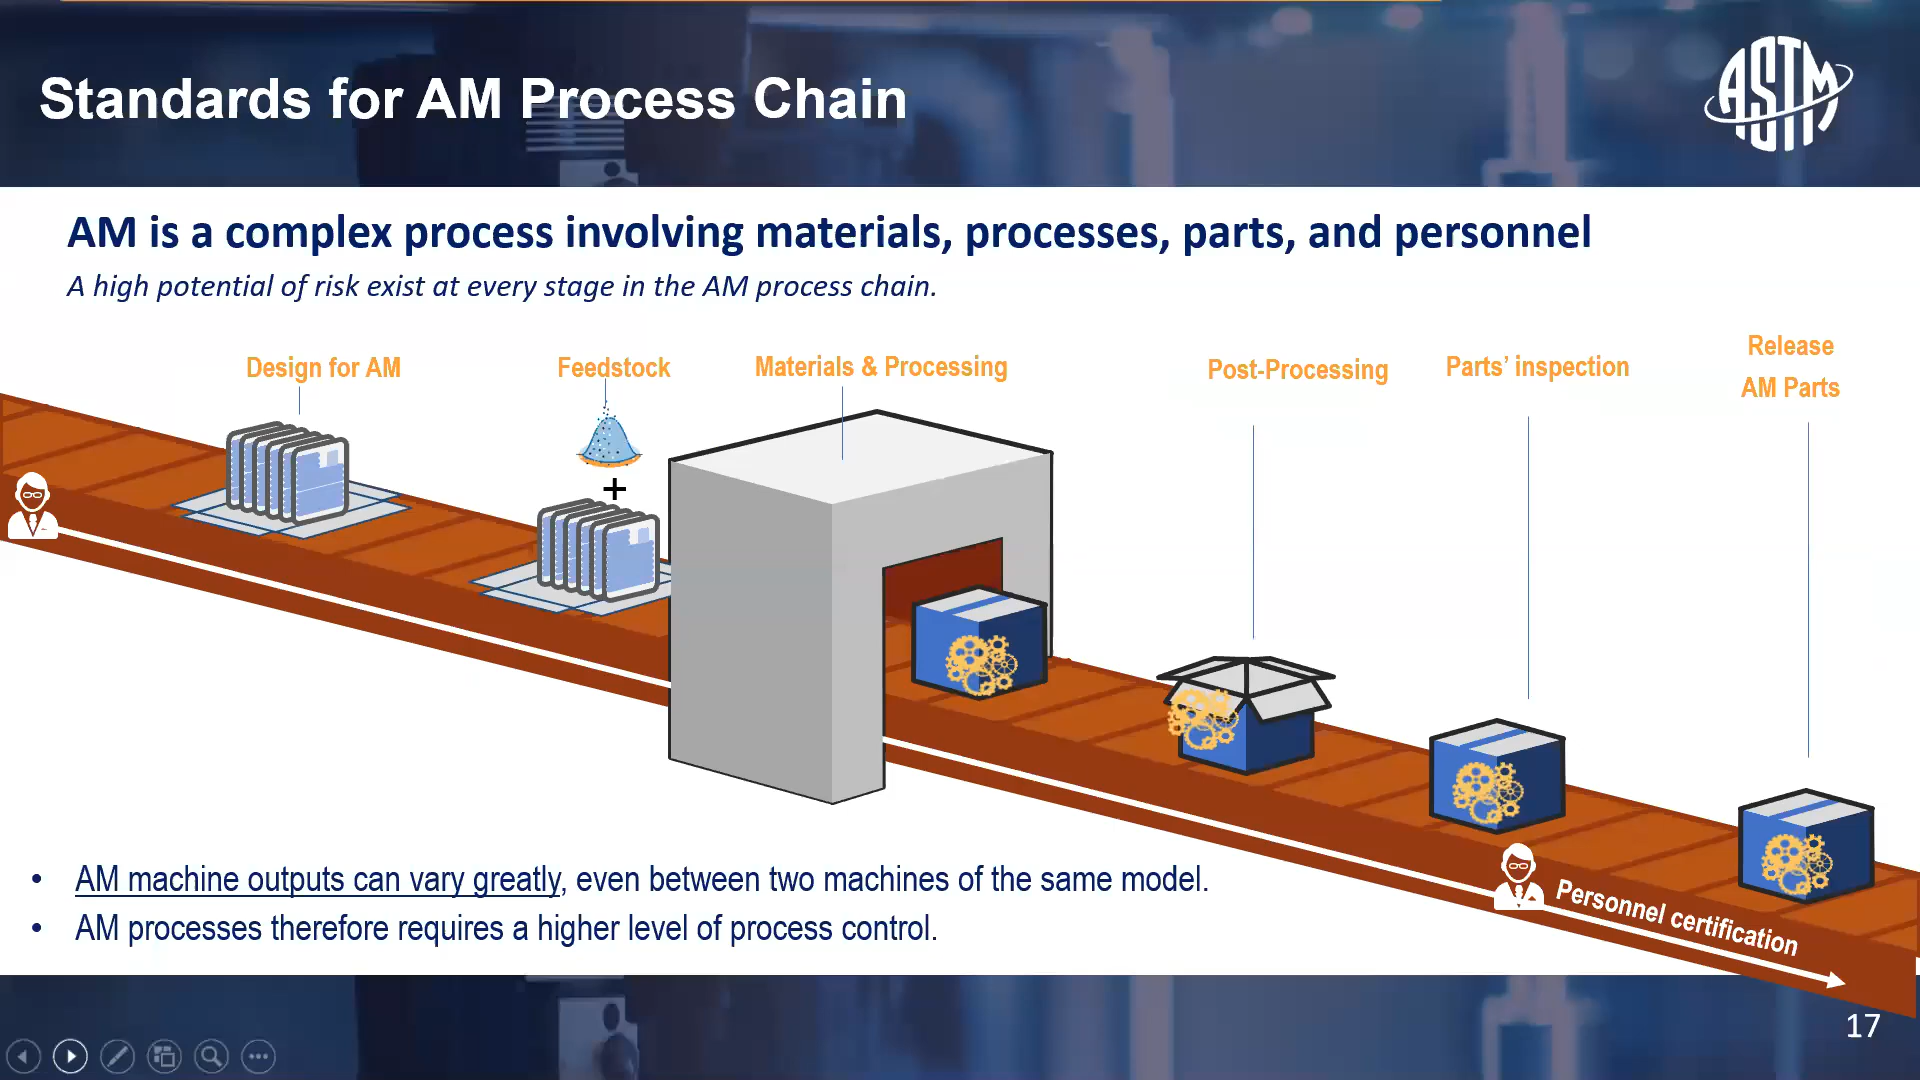 Standards for AM Process Chain
ASTM
AM is a complex process involving materials, processes, parts, and personnel
A high potential of risk exist at every stage in the AM process chain.
Design for AM
Feedstock
Materials & Processing
Post-Processing
Parts’ inspection
Release
AM Parts
+
• AM machine outputs can vary greatly, even between two machines of the same model.
• AM processes therefore requires a higher level of process control.
Personnel certification
17